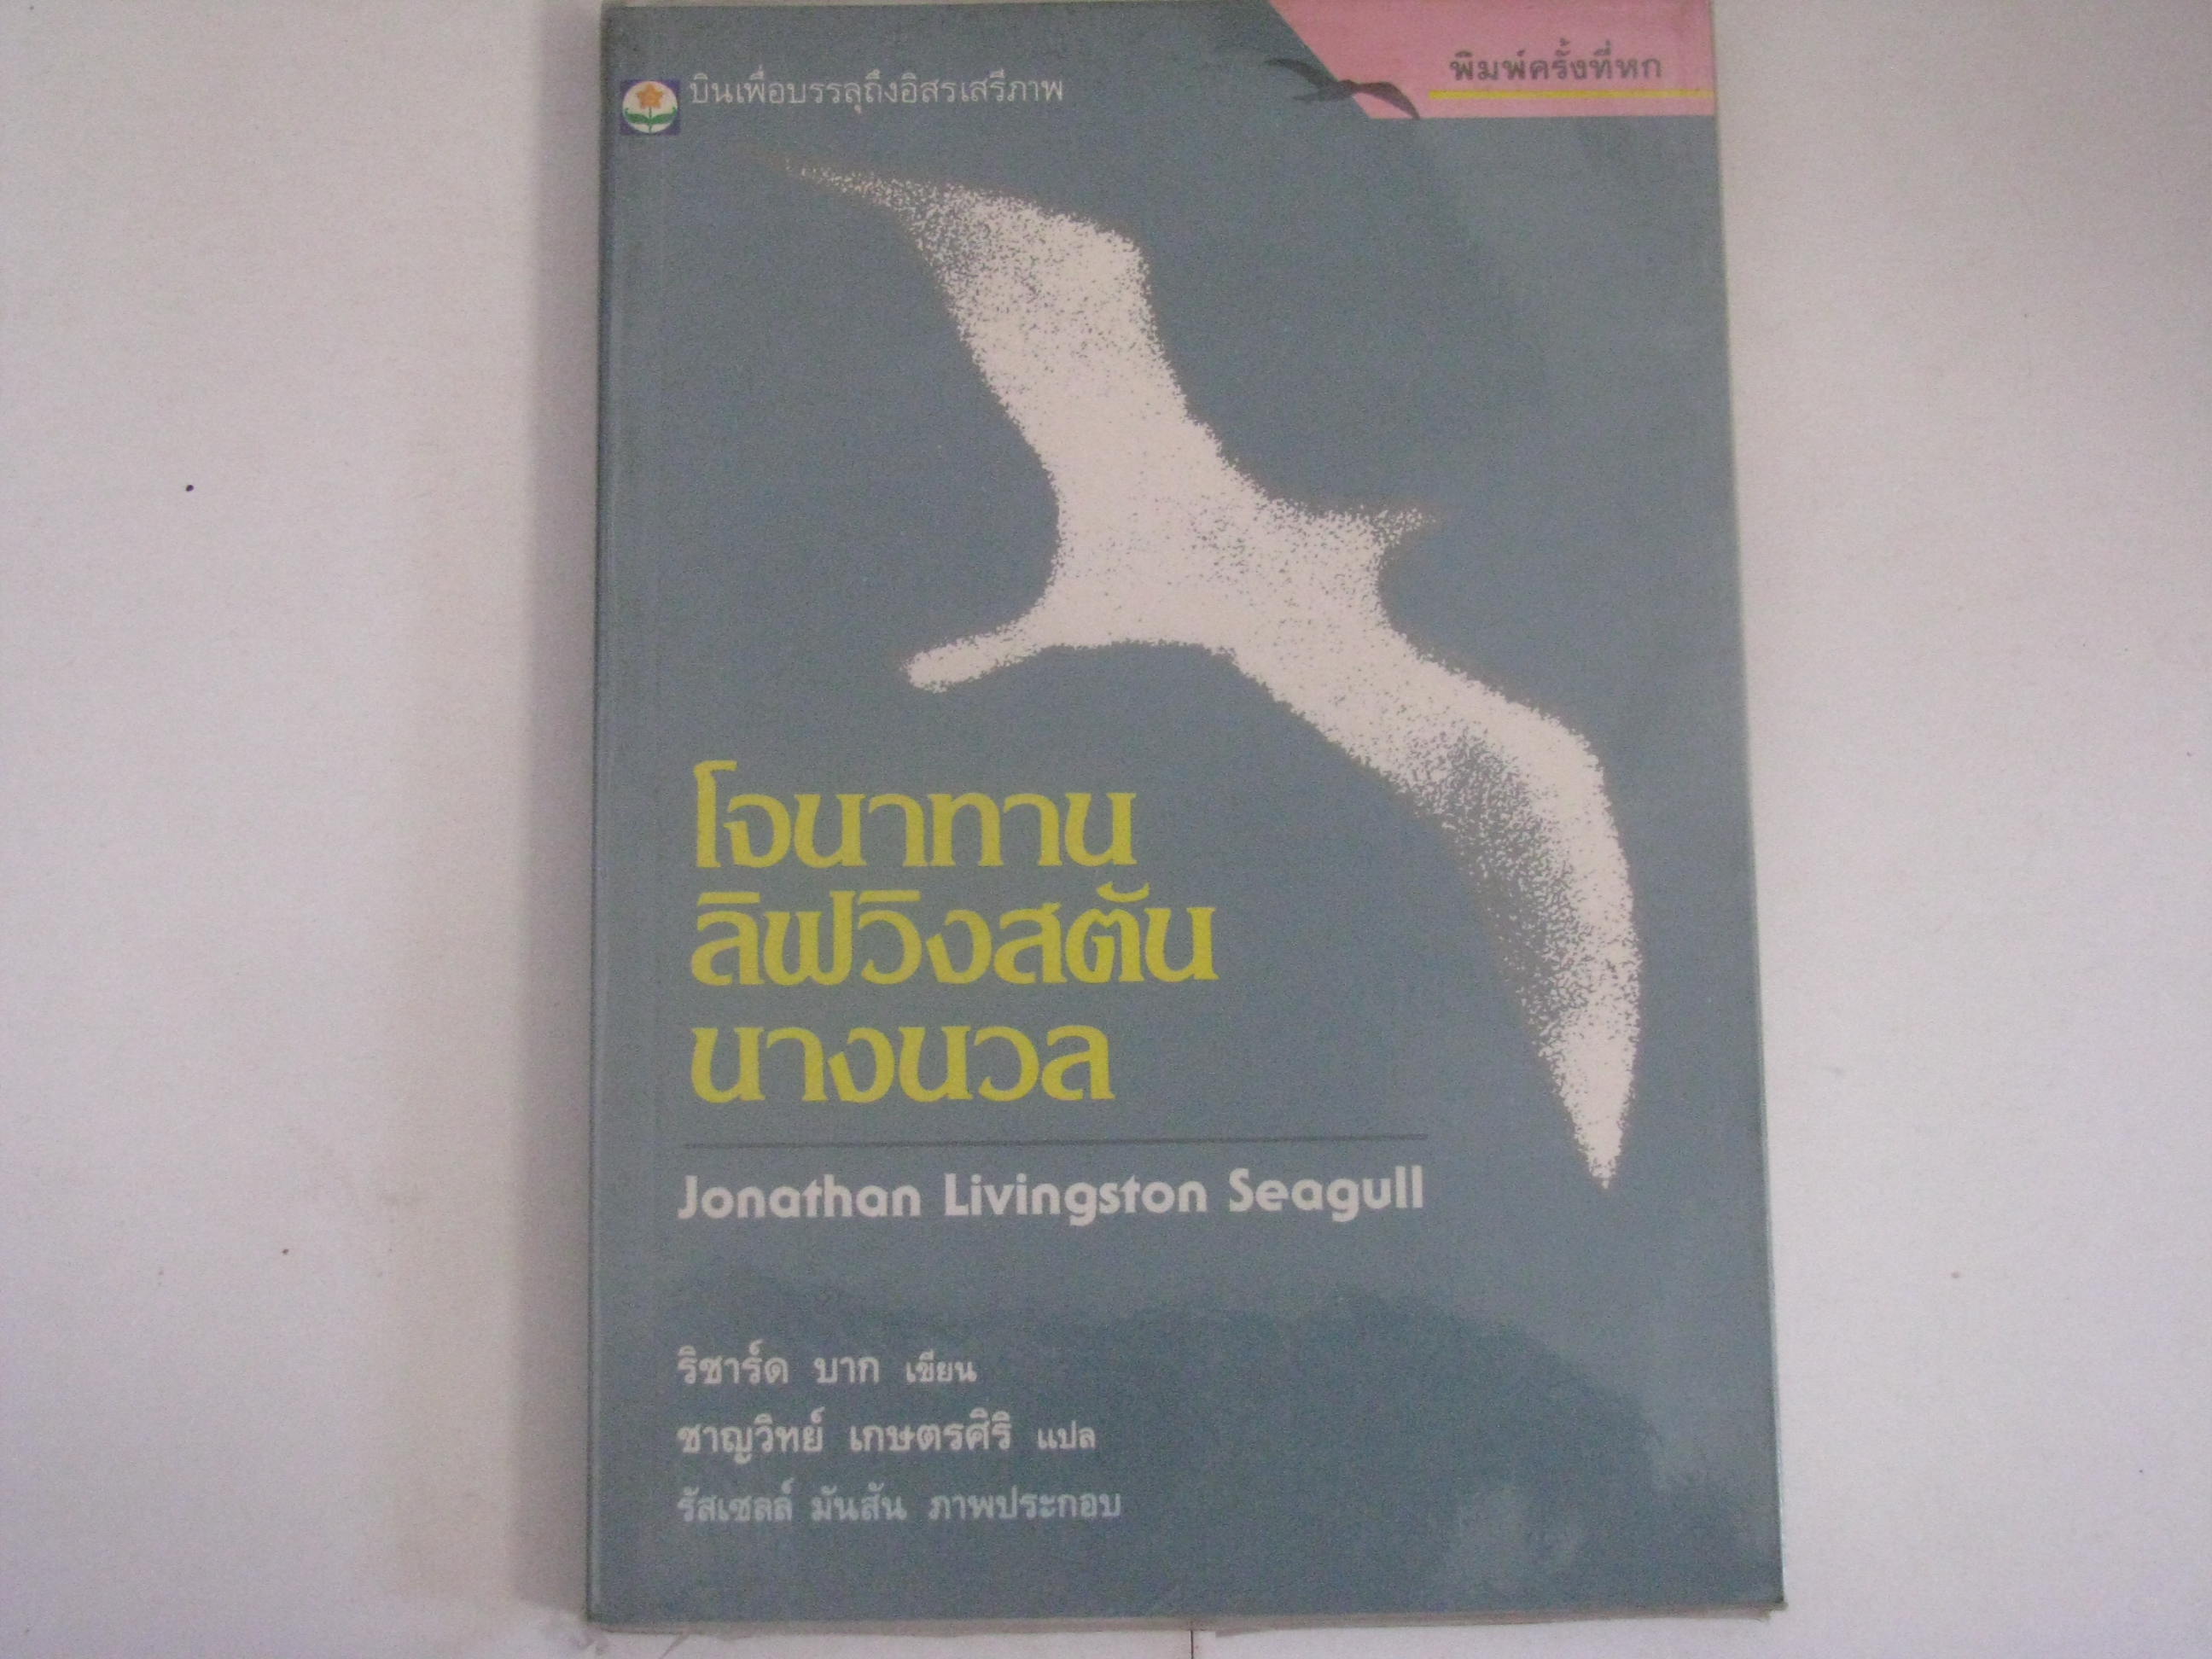 บินเพื่อบรรลุถึงอิสรเสรีภาพ
พิมพ์ครั้งที่หก
โจนาทาน
ลิฟวิงสตัน
นางนวล
Jonathan Livingston Seagull
ริชาร์ด บาก เขียน
ชาญวิทย์ เกษตรศิริ แปล
รัสเซลล์ มันสัน ภาพประกอบ